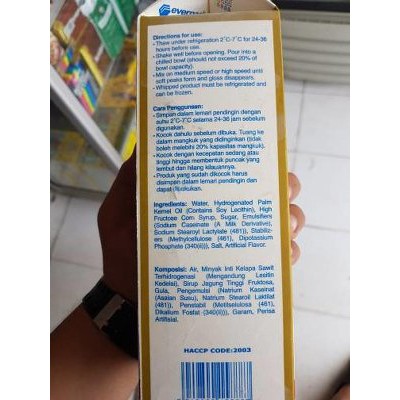 Directions for use:
- Thaw under refrigeration 2°C-7°C for 24-36
hours before use.
- Shake well before opening. Pour into a
chilled bowl (should not exceed 20% of
bowl capacity).
- Mix on medium speed or high speed until
soft peaks form and gloss disappears.
- Whipped product must be refrigerated and
can be frozen.
Cara Penggunaan:
- Simpan dalam lemari pendingin dengan
suhu 2°C-7°C selama 24-36 jam sebelum
digunakan.
- Kocok dahulu sebelum dibuka. Tuang ke
dalam mangkuk yang didinginkan (tidak
boleh melebihi 20% kapasitas mangkuk).
- Kocok dengan kecepatan sedang atau
tinggi hingga membentuk puncak yang
lembut dan hilang kilauannya.
- Produk yang sudah dikocok harus
disimpan dalam lemari pendingin dan
dapat dibekukan.
Ingredients: Water, Hydrogenated Palm
Kernel Oil (Contains Soy Lecithin), High
Fructose Corn Syrup, Sugar, Emulsifiers
(Sodium Caseinate (A Milk Derivative),
Sodium Stearoyl Lactylate (481)), Stabiliz-
ers (Methylcellulose (461), Dipotassium
Phosphate (340(ii))), Salt, Artificial Flavor.
Komposisi: Air, Minyak Inti Kelapa Sawit
Terhidrogenasi (Mengandung Lesitin
Kedelai), Sirup Jagung Tinggi Fruktosa,
Gula, Pengemulsi (Natrium Kaseinat
(Asaian Susu), Natrium Stearoil Laktilat
(481)), Penstabil (Metilselulosa (461),
Dikalium Fosfat (340(ii))), Garam, Perisa
Artifisial.
HACCP CODE:2003